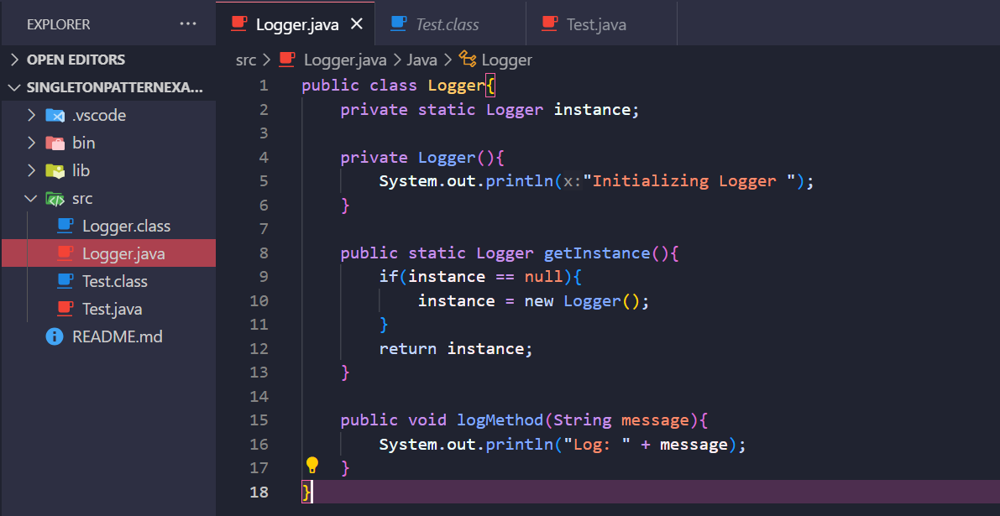 EXPLORER ...
OPEN EDITORS
SINGLETONPATTERNEXA...
.vscode
bin
lib
src
Logger.class
Logger.java
Test.class
Test.java
README.md
Logger.java Test.class Test.java
src > Logger.java > Java > Logger
1 public class Logger{
2     private static Logger instance;
3
4     private Logger(){
5         System.out.println(x:"Initializing Logger ");
6     }
7
8     public static Logger getInstance(){
9         if(instance == null){
10             instance = new Logger();
11         }
12         return instance;
13     }
14
15     public void logMethod(String message){
16         System.out.println("Log: " + message);
17     }
18 }